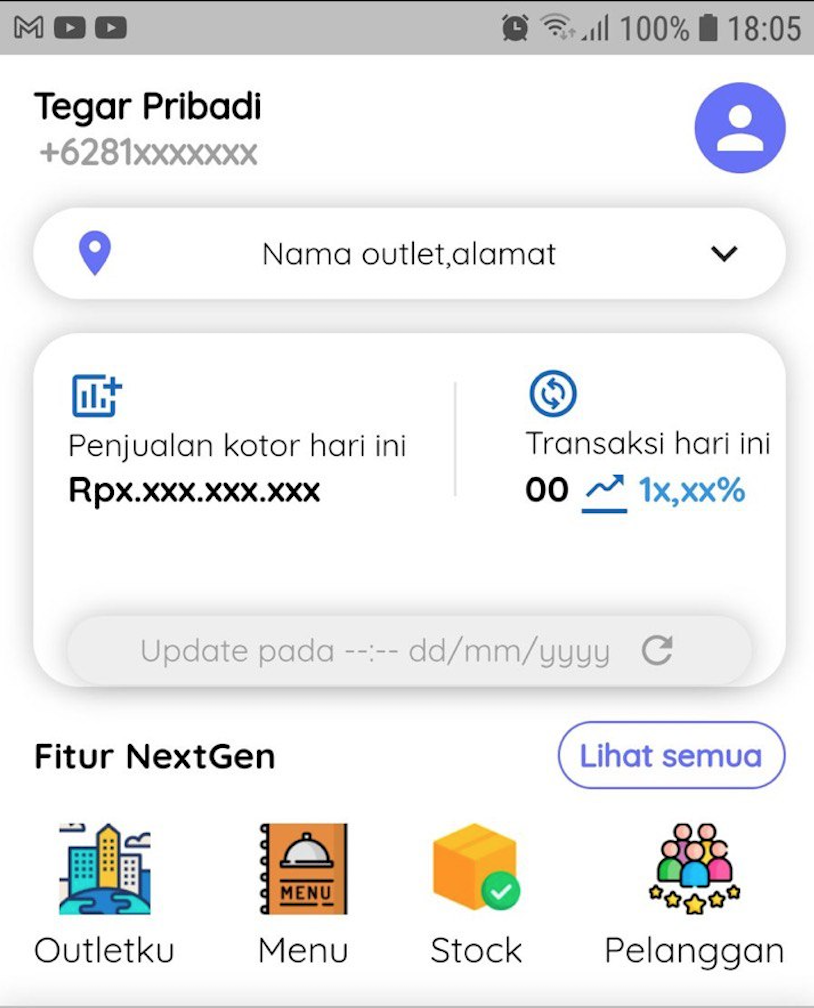 100% 18:05
Tegar Pribadi
+6281xxxxxxx
Nama outlet,alamat
Penjualan kotor hari ini
Rpx.xxx.xxx.xxx
Transaksi hari ini
00 1x,xx%
Update pada --:-- dd/mm/yyyy
Fitur NextGen
Lihat semua
MENU
Outletku
Menu
Stock
Pelanggan